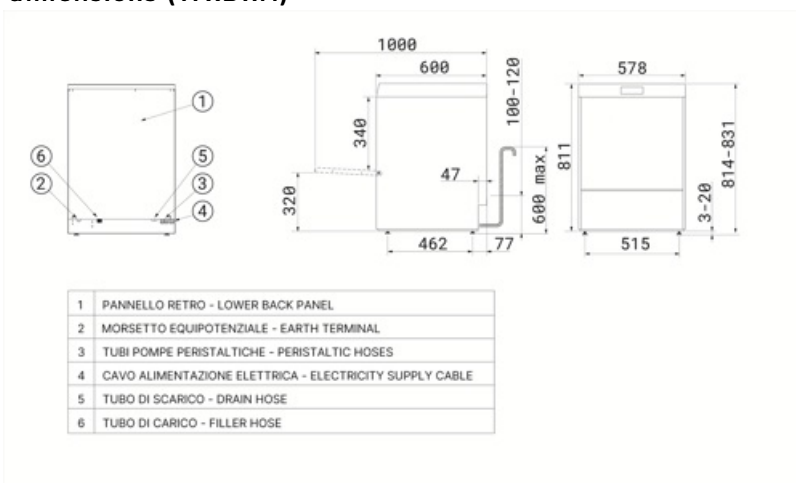 1000
600
100-120
578
1
340
811
814-831
6
5
47
2
3
600 max
320
4
3-20
462
77
515
1 PANNELLO RETRO - LOWER BACK PANEL
2 MORSETTO EQUIPOTENZIALE - EARTH TERMINAL
3 TUBI POMPE PERISTALTICHE - PERISTALTIC HOSES
4 CAVO ALIMENTAZIONE ELETTRICA - ELECTRICITY SUPPLY CABLE
5 TUBO DI SCARICO - DRAIN HOSE
6 TUBO DI CARICO - FILLER HOSE